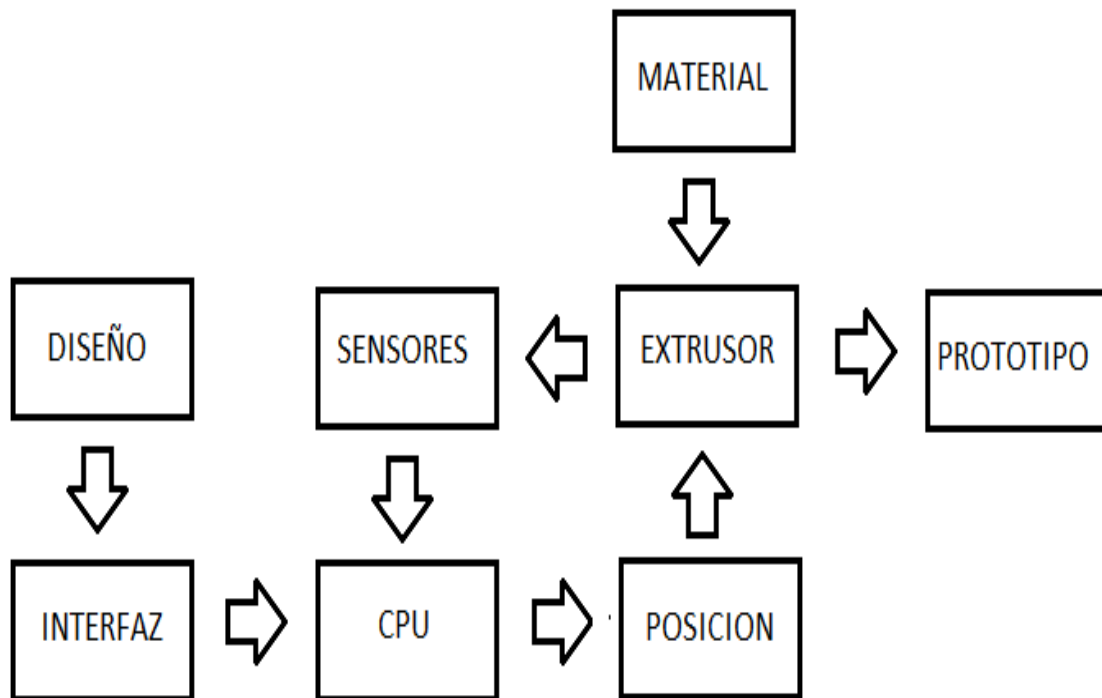 MATERIAL
DISEÑO
SENSORES
EXTRUSOR
PROTOTIPO
INTERFAZ
CPU
POSICION